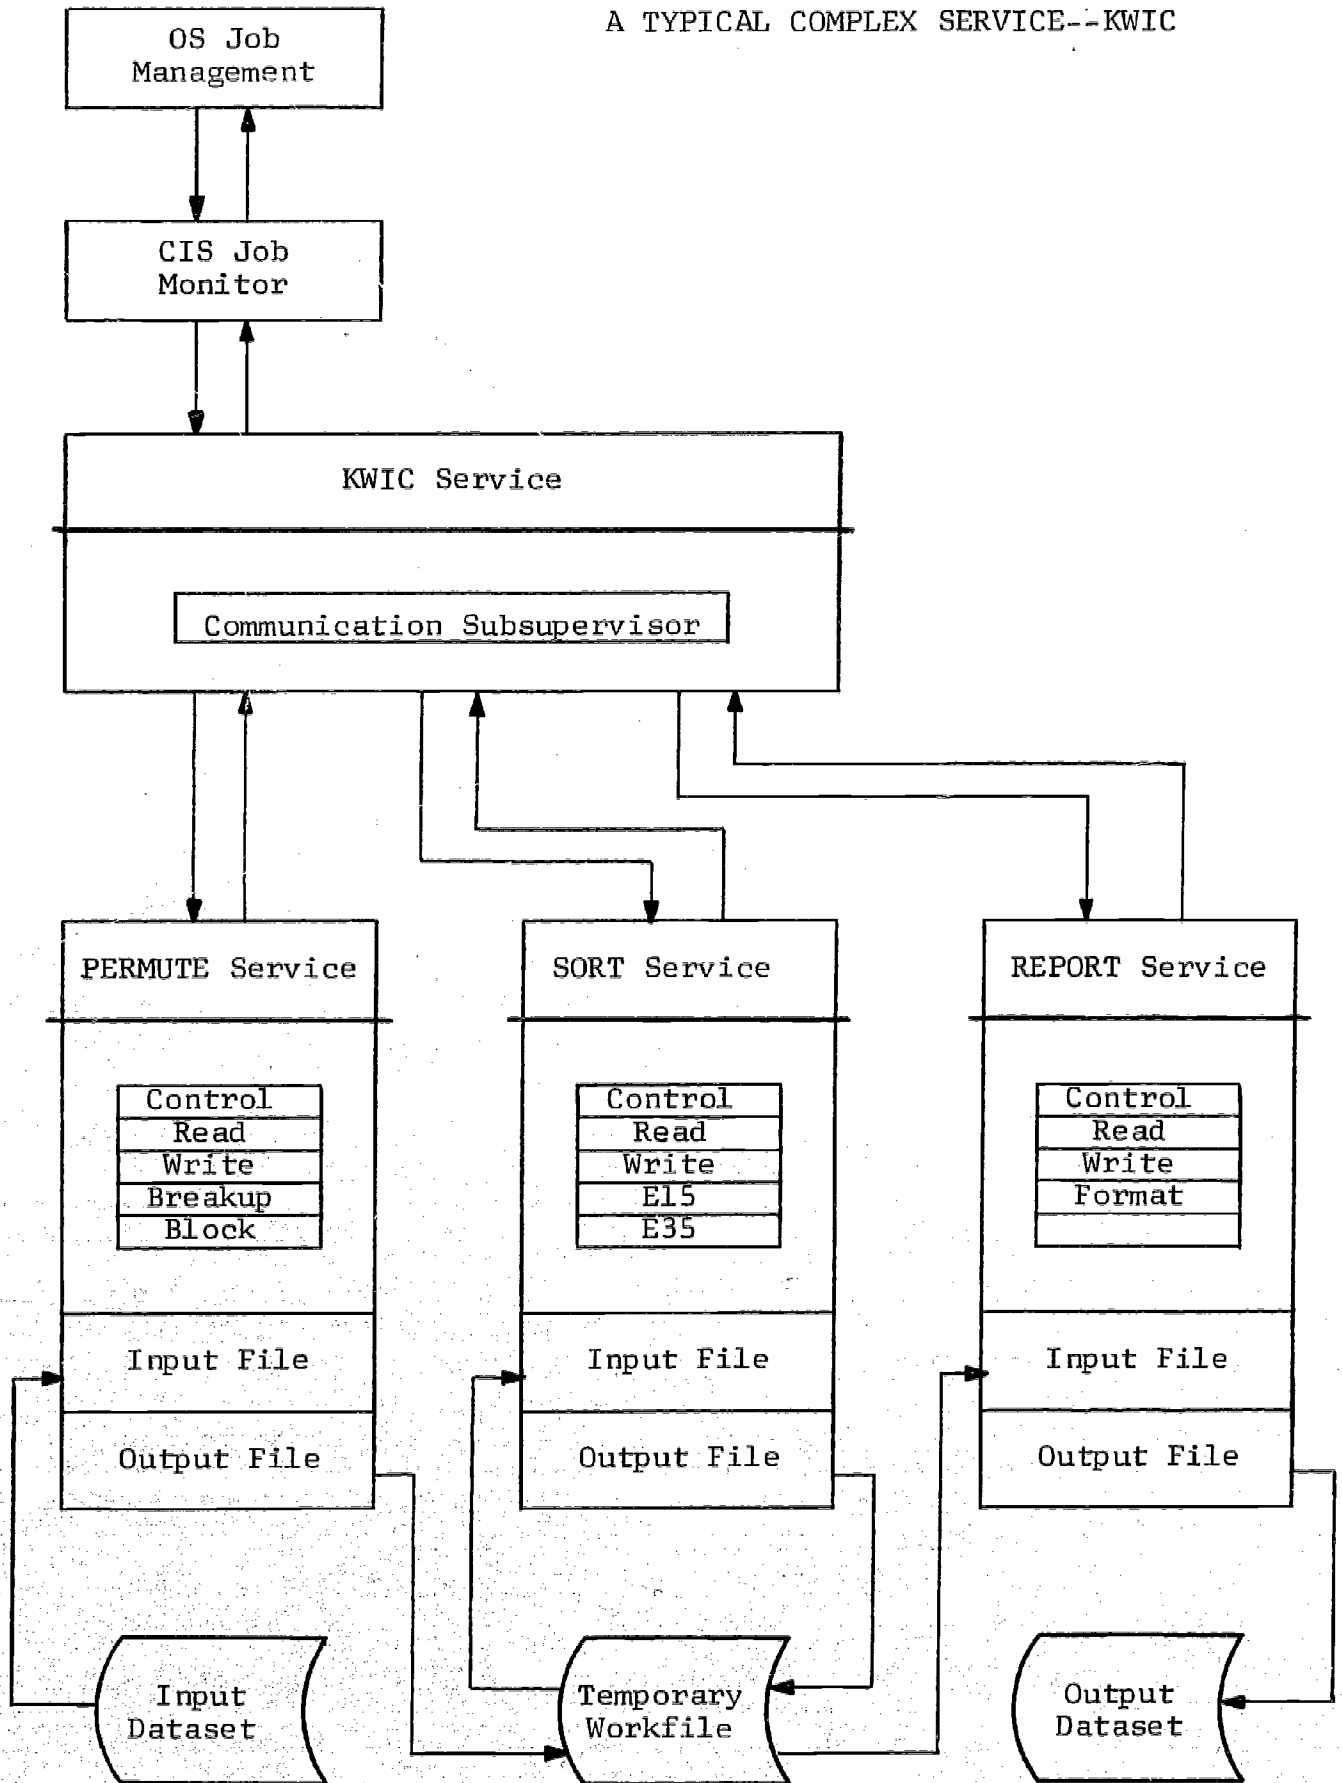 A TYPICAL COMPLEX SERVICE--KWIC
OS Job
Management
CIS Job
Monitor
KWIC Service
Communication Subsupervisor
PERMUTE Service
Control
Read
Write
Breakup
Block
Input File
Output File
SORT Service
Control
Read
Write
E15
E35
Input File
Output File
REPORT Service
Control
Read
Write
Format
Input File
Output File
Input
Dataset
Temporary
Workfile
Output
Dataset